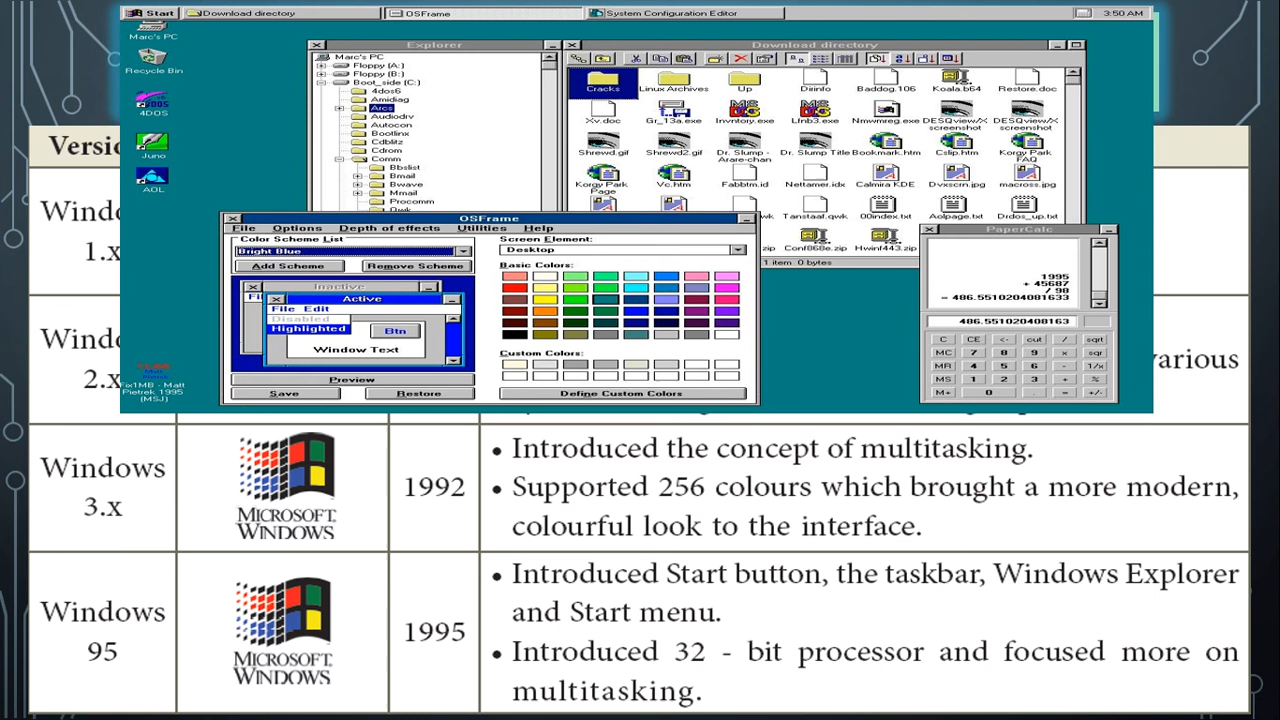 Start
Download directory
OSFrame
System Configuration Editor
3:50 AM
Marc's PC
Recycle Bin
4DOS
Juno
AOL
Fix1MB - Matt
Pietrek 1995
(MSJ)
Explorer
Marc's PC
Floppy (A:)
Floppy (B:)
Boot_side (C:)
4dos6
Amidiag
Arcs
Audiodrv
Autocon
Bootlinx
Cdblitz
Cdrom
Comm
Bbslist
Bmail
Bwave
Mmail
Procomm
Qwk
Download directory
Cracks
Linux Archives
Up
Dirinfo
Baddog.106
Koala.b64
Restore.doc
Xv.doc
Gr_13a.exe
Invntory.exe
Lfnb3.exe
Nmwmreg.exe
DESQview/X
screenshot
DESQview/X
screenshot
Shrewd.gif
Shrewd2.gif
Dr. Slump -
Arare-chan
Dr. Slump Title
Bookmark.htm
Cslip.htm
Korgy Park
FAQ
Korgy Park
Page
Vc.htm
Fabbtm.id
Nettamer.idx
Calmira KDE
Dvxscrn.jpg
macross.jpg
wk
Tanstaaf.qwk
00index.txt
Aolpage.txt
Drdos_up.txt
zip
Conf868e.zip
Hwinf443.zip
1 item 0 bytes
OSFrame
File Options Depth of effects Utilities Help
Color Scheme List
Bright Blue
Add Scheme
Remove Scheme
Inactive
Fi
Active
File Edit
Disabled
Highlighted
Btn
Window Text
Preview
Save
Restore
Screen Element:
Desktop
Basic Colors:
Custom Colors:
Define Custom Colors
PaperCalc
1995
+ 45687
/ 98
= 486.5510204081633
486.551020408163
C CE <- cut / sqrt
MC 7 8 9 x sqr
MR 4 5 6 - 1/x
MS 1 2 3 + %
M+ 0 . = +/-
Versio
Windo
1.x
Windo
2.x
various
Windows
3.x
MICROSOFT.
WINDOWS
1992
• Introduced the concept of multitasking.
• Supported 256 colours which brought a more modern,
colourful look to the interface.
Windows
95
MICROSOFT.
WINDOWS
1995
• Introduced Start button, the taskbar, Windows Explorer
and Start menu.
• Introduced 32 - bit processor and focused more on
multitasking.